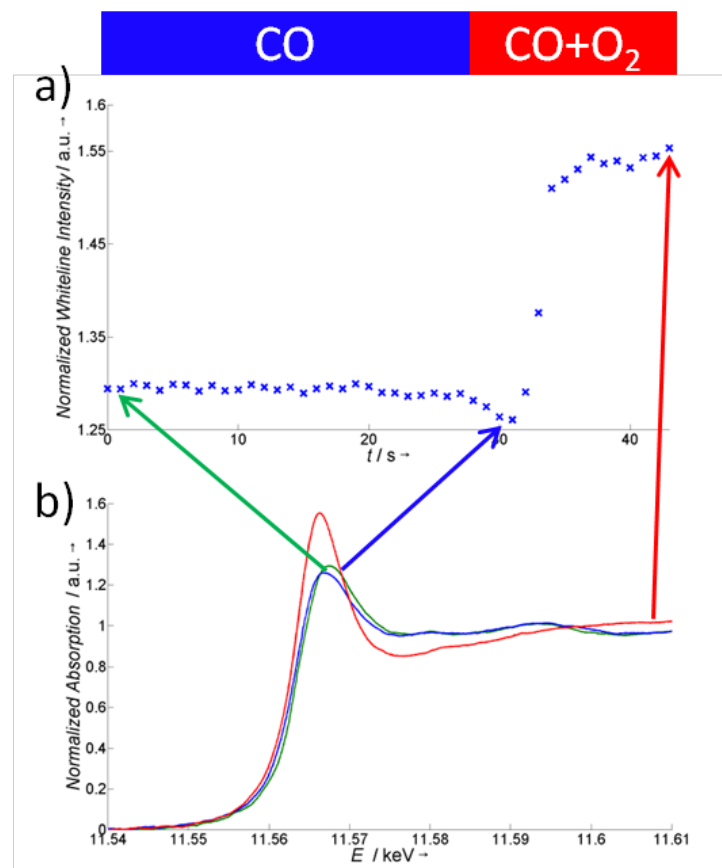 CO CO+O₂
a)
1.6
1.55
1.45
1.35
1.25
Normalized Whiteline Intensity / a.u. →
0 10 20 30 40
t / s →
b)
1.6
1.4
1.2
1
0.8
0.6
0.4
0.2
0
Normalized Absorption / a.u. →
11.54 11.55 11.56 11.57 11.58 11.59 11.6 11.61
E / keV →